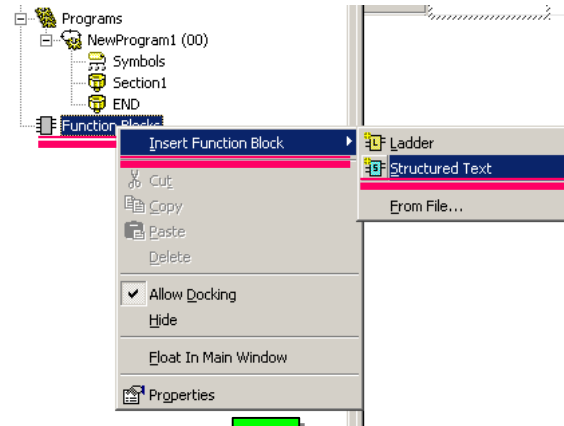 Programs
NewProgram1 (00)
Symbols
Section1
END
Function Blocks
Insert Function Block
Ladder
Structured Text
From File...
Cut
Copy
Paste
Delete
Allow Docking
Hide
Float In Main Window
Properties